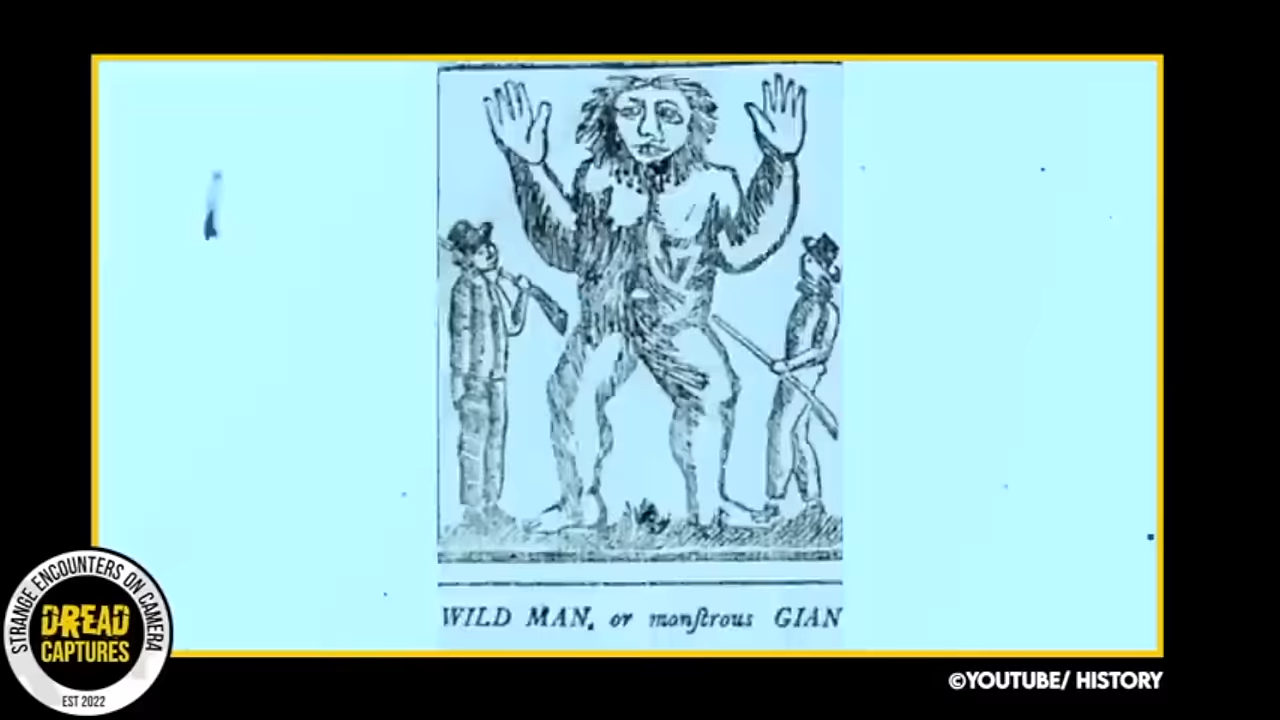 WILD MAN, or monſtrous GIAN
STRANGE ENCOUNTERS ON CAMERA
DREAD
CAPTURES
EST 2022
©YOUTUBE/ HISTORY